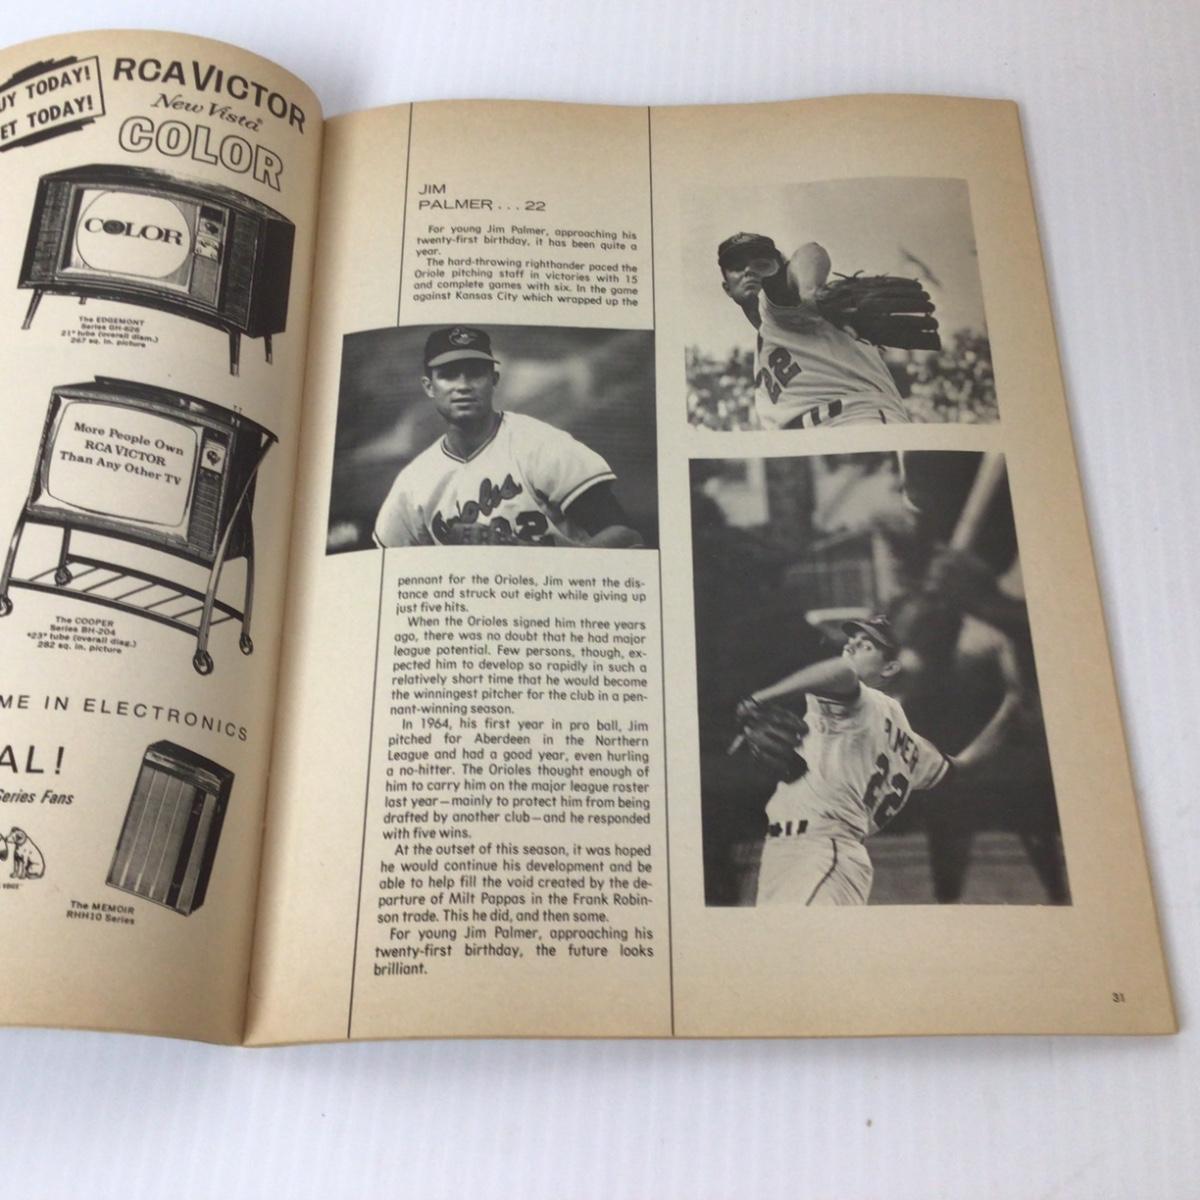 UY TODAY!
ET TODAY!
RCA VICTOR
New Vista
COLOR
COLOR
The EDGEMONT
Series GH-626
21" tube (overall diam.)
267 sq. in. picture
More People Own
RCA VICTOR
Than Any Other TV
The COOPER
Series BH-204
*23" tube (overall diag.)
282 sq. in. picture
ME IN ELECTRONICS
AL!
Series Fans
The MEMOIR
RHH10 Series
JIM
PALMER . . . 22
For young Jim Palmer, approaching his
twenty-first birthday, it has been quite a
year.
The hard-throwing righthander paced the
Oriole pitching staff in victories with 15
and complete games with six. In the game
against Kansas City which wrapped up the
Orioles
22
pennant for the Orioles, Jim went the dis-
tance and struck out eight while giving up
just five hits.
When the Orioles signed him three years
ago, there was no doubt that he had major
league potential. Few persons, though, ex-
pected him to develop so rapidly in such a
relatively short time that he would become
the winningest pitcher for the club in a pen-
nant-winning season.
In 1964, his first year in pro ball, Jim
pitched for Aberdeen in the Northern
League and had a good year, even hurling
a no-hitter. The Orioles thought enough of
him to carry him on the major league roster
last year—mainly to protect him from being
drafted by another club—and he responded
with five wins.
At the outset of this season, it was hoped
he would continue his development and be
able to help fill the void created by the de-
parture of Milt Pappas in the Frank Robin-
son trade. This he did, and then some.
For young Jim Palmer, approaching his
twenty-first birthday, the future looks
brilliant.
22
ALMER
22
31